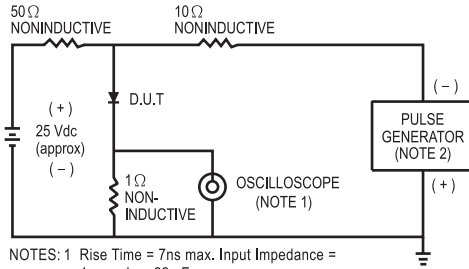 50Ω
NONINDUCTIVE
10Ω
NONINDUCTIVE
(+)
25 Vdc
(approx)
(−)
D.U.T
1Ω
NON-
INDUCTIVE
OSCILLOSCOPE
(NOTE 1)
(−)
PULSE
GENERATOR
(NOTE 2)
(+)
NOTES: 1 Rise Time = 7ns max. Input Impedance =